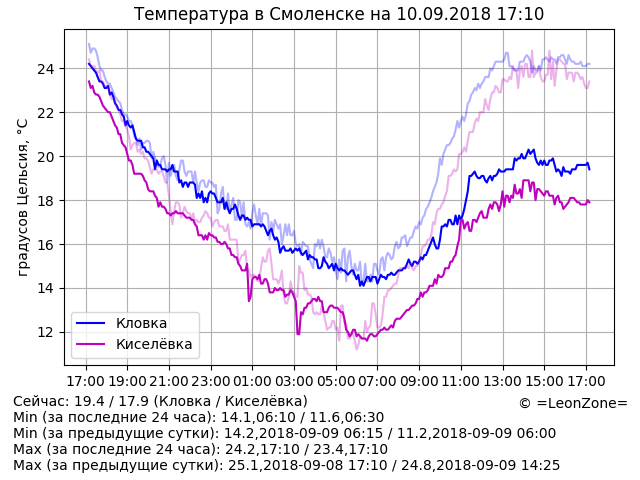 Температура в Смоленске на 10.09.2018 17:10
градусов Цельсия, °C
24
22
20
18
16
14
12
Кловка
Киселёвка
17:00 19:00 21:00 23:00 01:00 03:00 05:00 07:00 09:00 11:00 13:00 15:00 17:00
Сейчас: 19.4 / 17.9 (Кловка / Киселёвка)
© =LeonZone=
Min (за последние 24 часа): 14.1,06:10 / 11.6,06:30
Min (за предыдущие сутки): 14.2,2018-09-09 06:15 / 11.2,2018-09-09 06:00
Max (за последние 24 часа): 24.2,17:10 / 23.4,17:10
Max (за предыдущие сутки): 25.1,2018-09-08 17:10 / 24.8,2018-09-09 14:25